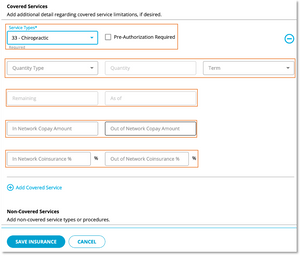 Covered Services
Add additional detail regarding covered service limitations, if desired.
Service Types*
33 - Chiropractic
Pre-Authorization Required
Required
Quantity Type
Quantity
Term
Remaining
As of
In Network Copay Amount
Out of Network Copay Amount
In Network Coinsurance %
%
Out of Network Coinsurance %
%
Add Covered Service
Non-Covered Services
Add non-covered service types or procedures.
SAVE INSURANCE
CANCEL